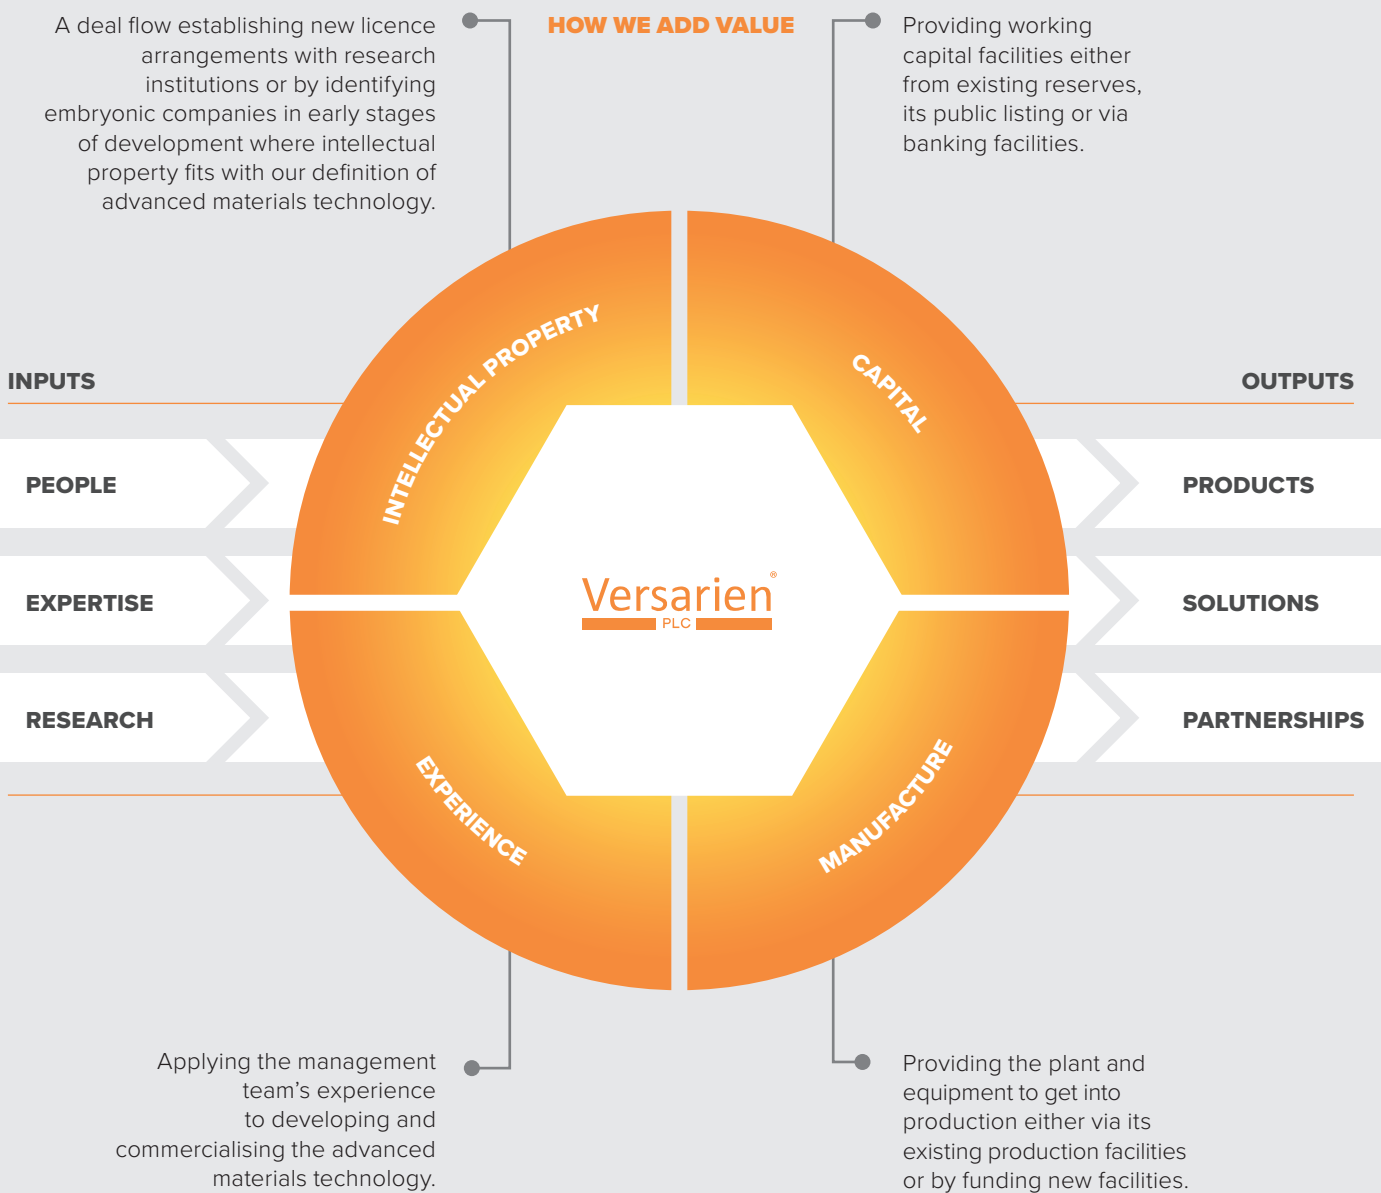 HOW WE ADD VALUE
A deal flow establishing new licence
arrangements with research
institutions or by identifying
embryonic companies in early stages
of development where intellectual
property fits with our definition of
advanced materials technology.
Providing working
capital facilities either
from existing reserves,
its public listing or via
banking facilities.
INPUTS
PEOPLE
EXPERTISE
RESEARCH
INTELLECTUAL PROPERTY
CAPITAL
Versarien®
PLC
EXPERIENCE
MANUFACTURE
OUTPUTS
PRODUCTS
SOLUTIONS
PARTNERSHIPS
Applying the management
team’s experience
to developing and
commercialising the advanced
materials technology.
Providing the plant and
equipment to get into
production either via its
existing production facilities
or by funding new facilities.